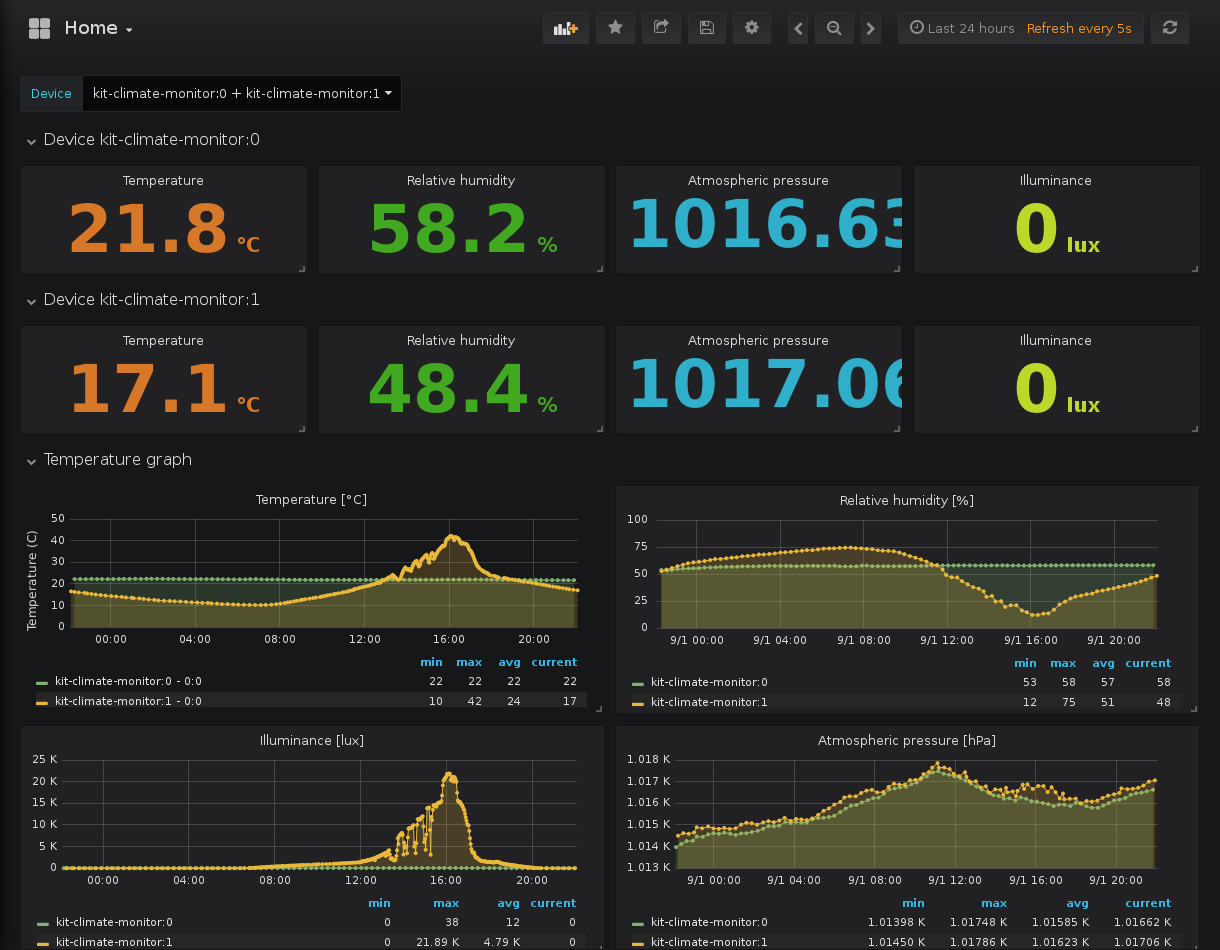 Home
Last 24 hours Refresh every 5s
Device kit-climate-monitor:0 + kit-climate-monitor:1
Device kit-climate-monitor:0
Temperature Relative humidity Atmospheric pressure Illuminance
21.8 °C 58.2 % 1016.63 0 lux
Device kit-climate-monitor:1
Temperature Relative humidity Atmospheric pressure Illuminance
17.1 °C 48.4 % 1017.06 0 lux
Temperature graph
Temperature [°C]
Temperature (C)
50
40
30
20
10
0
00:00 04:00 08:00 12:00 16:00 20:00
min max avg current
kit-climate-monitor:0 - 0:0 22 22 22 22
kit-climate-monitor:1 - 0:0 10 42 24 17
Relative humidity [%]
100
75
50
25
0
9/1 00:00 9/1 04:00 9/1 08:00 9/1 12:00 9/1 16:00 9/1 20:00
min max avg current
kit-climate-monitor:0 53 58 57 58
kit-climate-monitor:1 12 75 51 48
Illuminance [lux]
25 K
20 K
15 K
10 K
5 K
0
00:00 04:00 08:00 12:00 16:00 20:00
min max avg current
kit-climate-monitor:0 0 38 12 0
kit-climate-monitor:1 0 21.89 K 4.79 K 0
Atmospheric pressure [hPa]
1.018 K
1.017 K
1.016 K
1.015 K
1.014 K
1.013 K
9/1 00:00 9/1 04:00 9/1 08:00 9/1 12:00 9/1 16:00 9/1 20:00
min max avg current
kit-climate-monitor:0 1.01398 K 1.01748 K 1.01585 K 1.01662 K
kit-climate-monitor:1 1.01450 K 1.01786 K 1.01623 K 1.01706 K